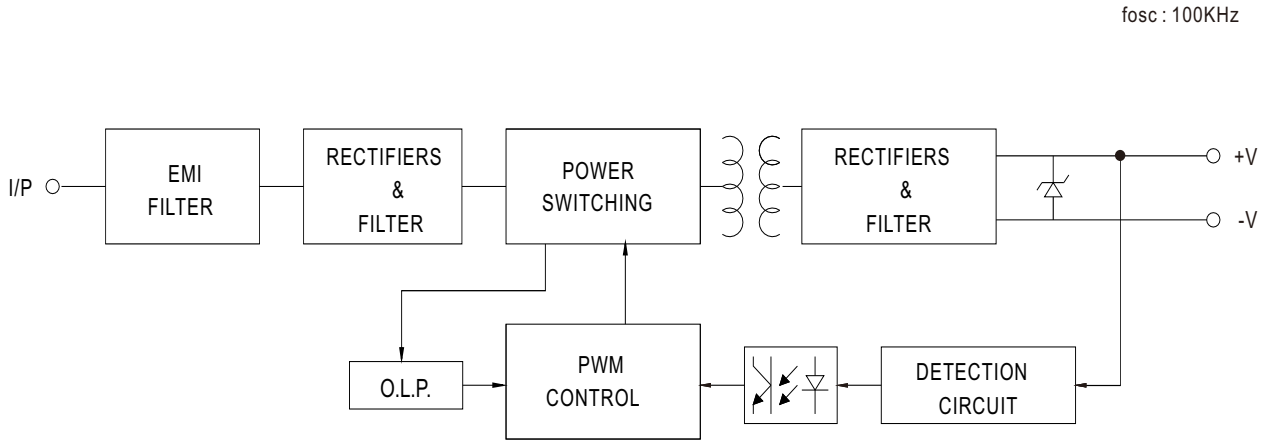 fosc : 100KHz
I/P
EMI
FILTER
RECTIFIERS
&
FILTER
POWER
SWITCHING
RECTIFIERS
&
FILTER
+V
-V
O.L.P.
PWM
CONTROL
DETECTION
CIRCUIT